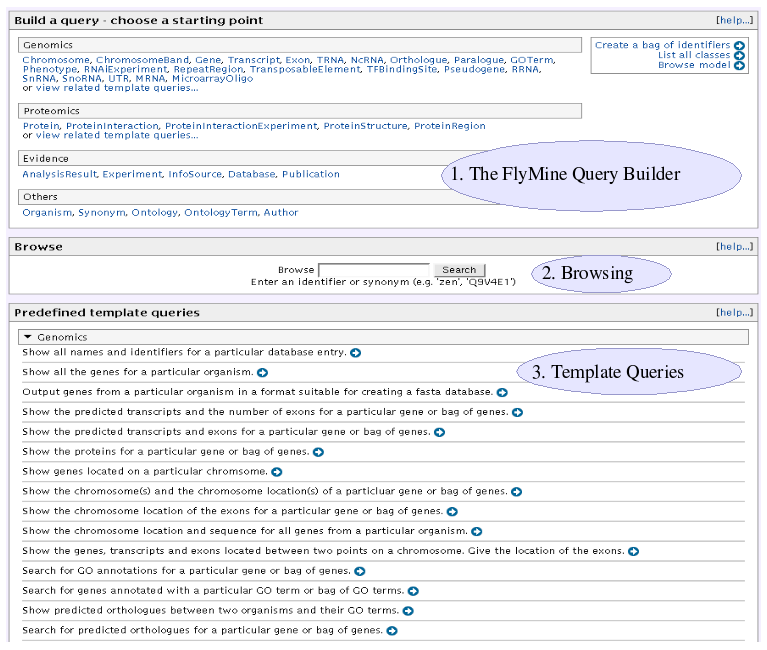 Build a query - choose a starting point [help...]
Genomics
Chromosome, ChromosomeBand, Gene, Transcript, Exon, TRNA, NcRNA, Orthologue, Paralogue, GOTerm,
Phenotype, RNAiExperiment, RepeatRegion, TransposableElement, TFBindingSite, Pseudogene, RRNA,
SnRNA, SnoRNA, UTR, MRNA, MicroarrayOligo
or view related template queries...
Create a bag of identifiers
List all classes
Browse model
Proteomics
Protein, ProteinInteraction, ProteinInteractionExperiment, ProteinStructure, ProteinRegion
or view related template queries...
Evidence
AnalysisResult, Experiment, InfoSource, Database, Publication
1. The FlyMine Query Builder
Others
Organism, Synonym, Ontology, OntologyTerm, Author
Browse [help...]
Browse Search
Enter an identifier or synonym (e.g. 'zen', 'Q9V4E1')
2. Browsing
Predefined template queries [help...]
Genomics
Show all names and identifiers for a particular database entry.
Show all the genes for a particular organism.
3. Template Queries
Output genes from a particular organism in a format suitable for creating a fasta database.
Show the predicted transcripts and the number of exons for a particular gene or bag of genes.
Show the predicted transcripts and exons for a particular gene or bag of genes.
Show the proteins for a particular gene or bag of genes.
Show genes located on a particular chromsome.
Show the chromosome(s) and the chromosome location(s) of a particluar gene or bag of genes.
Show the chromosome location of the exons for a particular gene or bag of genes.
Show the chromosome location and sequence for all genes from a particular organism.
Show the genes, transcripts and exons located between two points on a chromosome. Give the location of the exons.
Search for GO annotations for a particular gene or bag of genes.
Search for genes annotated with a particular GO term or bag of GO terms.
Show predicted orthologues between two organisms and their GO terms.
Search for predicted orthologues for a particular gene or bag of genes.